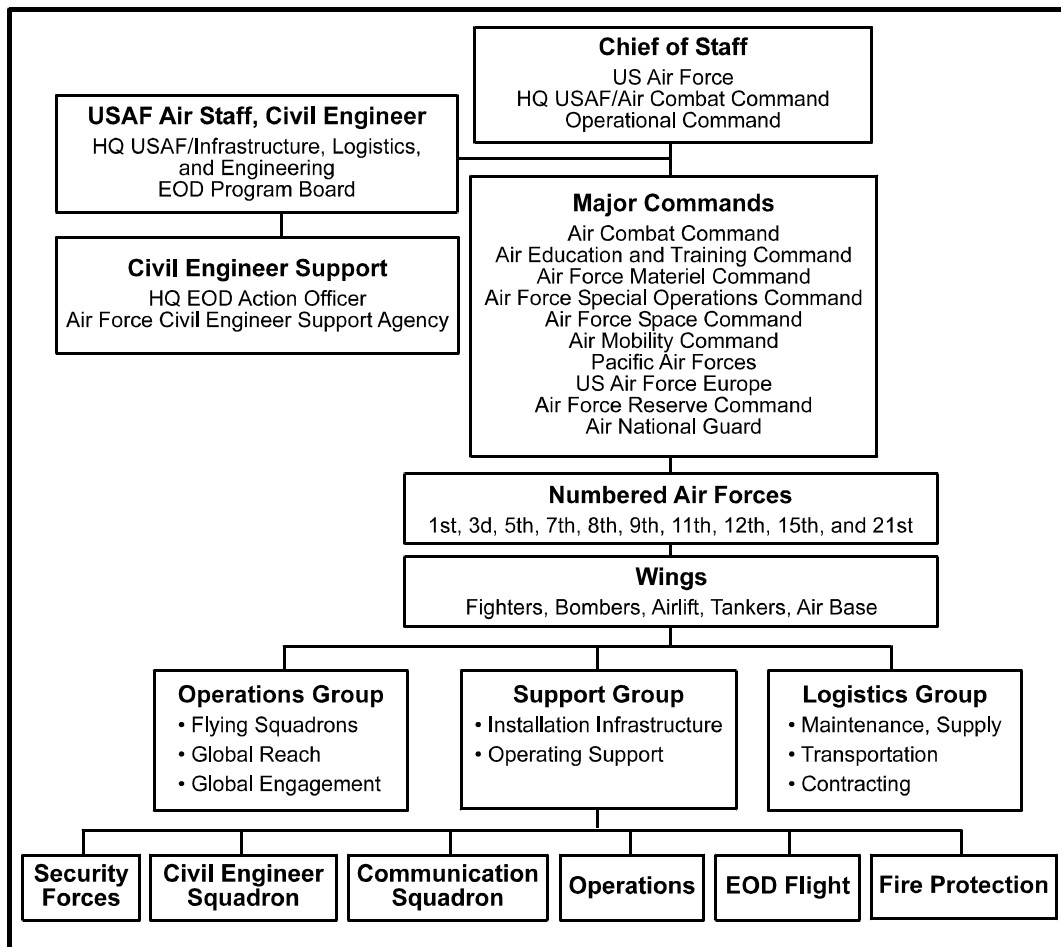 Chief of Staff
US Air Force
HQ USAF/Air Combat Command
Operational Command
USAF Air Staff, Civil Engineer
HQ USAF/Infrastructure, Logistics,
and Engineering
EOD Program Board
Civil Engineer Support
HQ EOD Action Officer
Air Force Civil Engineer Support Agency
Major Commands
Air Combat Command
Air Education and Training Command
Air Force Materiel Command
Air Force Special Operations Command
Air Force Space Command
Air Mobility Command
Pacific Air Forces
US Air Force Europe
Air Force Reserve Command
Air National Guard
Numbered Air Forces
1st, 3d, 5th, 7th, 8th, 9th, 11th, 12th, 15th, and 21st
Wings
Fighters, Bombers, Airlift, Tankers, Air Base
Operations Group
• Flying Squadrons
• Global Reach
• Global Engagement
Support Group
• Installation Infrastructure
• Operating Support
Logistics Group
• Maintenance, Supply
• Transportation
• Contracting
Security
Forces
Civil Engineer
Squadron
Communication
Squadron
Operations
EOD Flight
Fire Protection